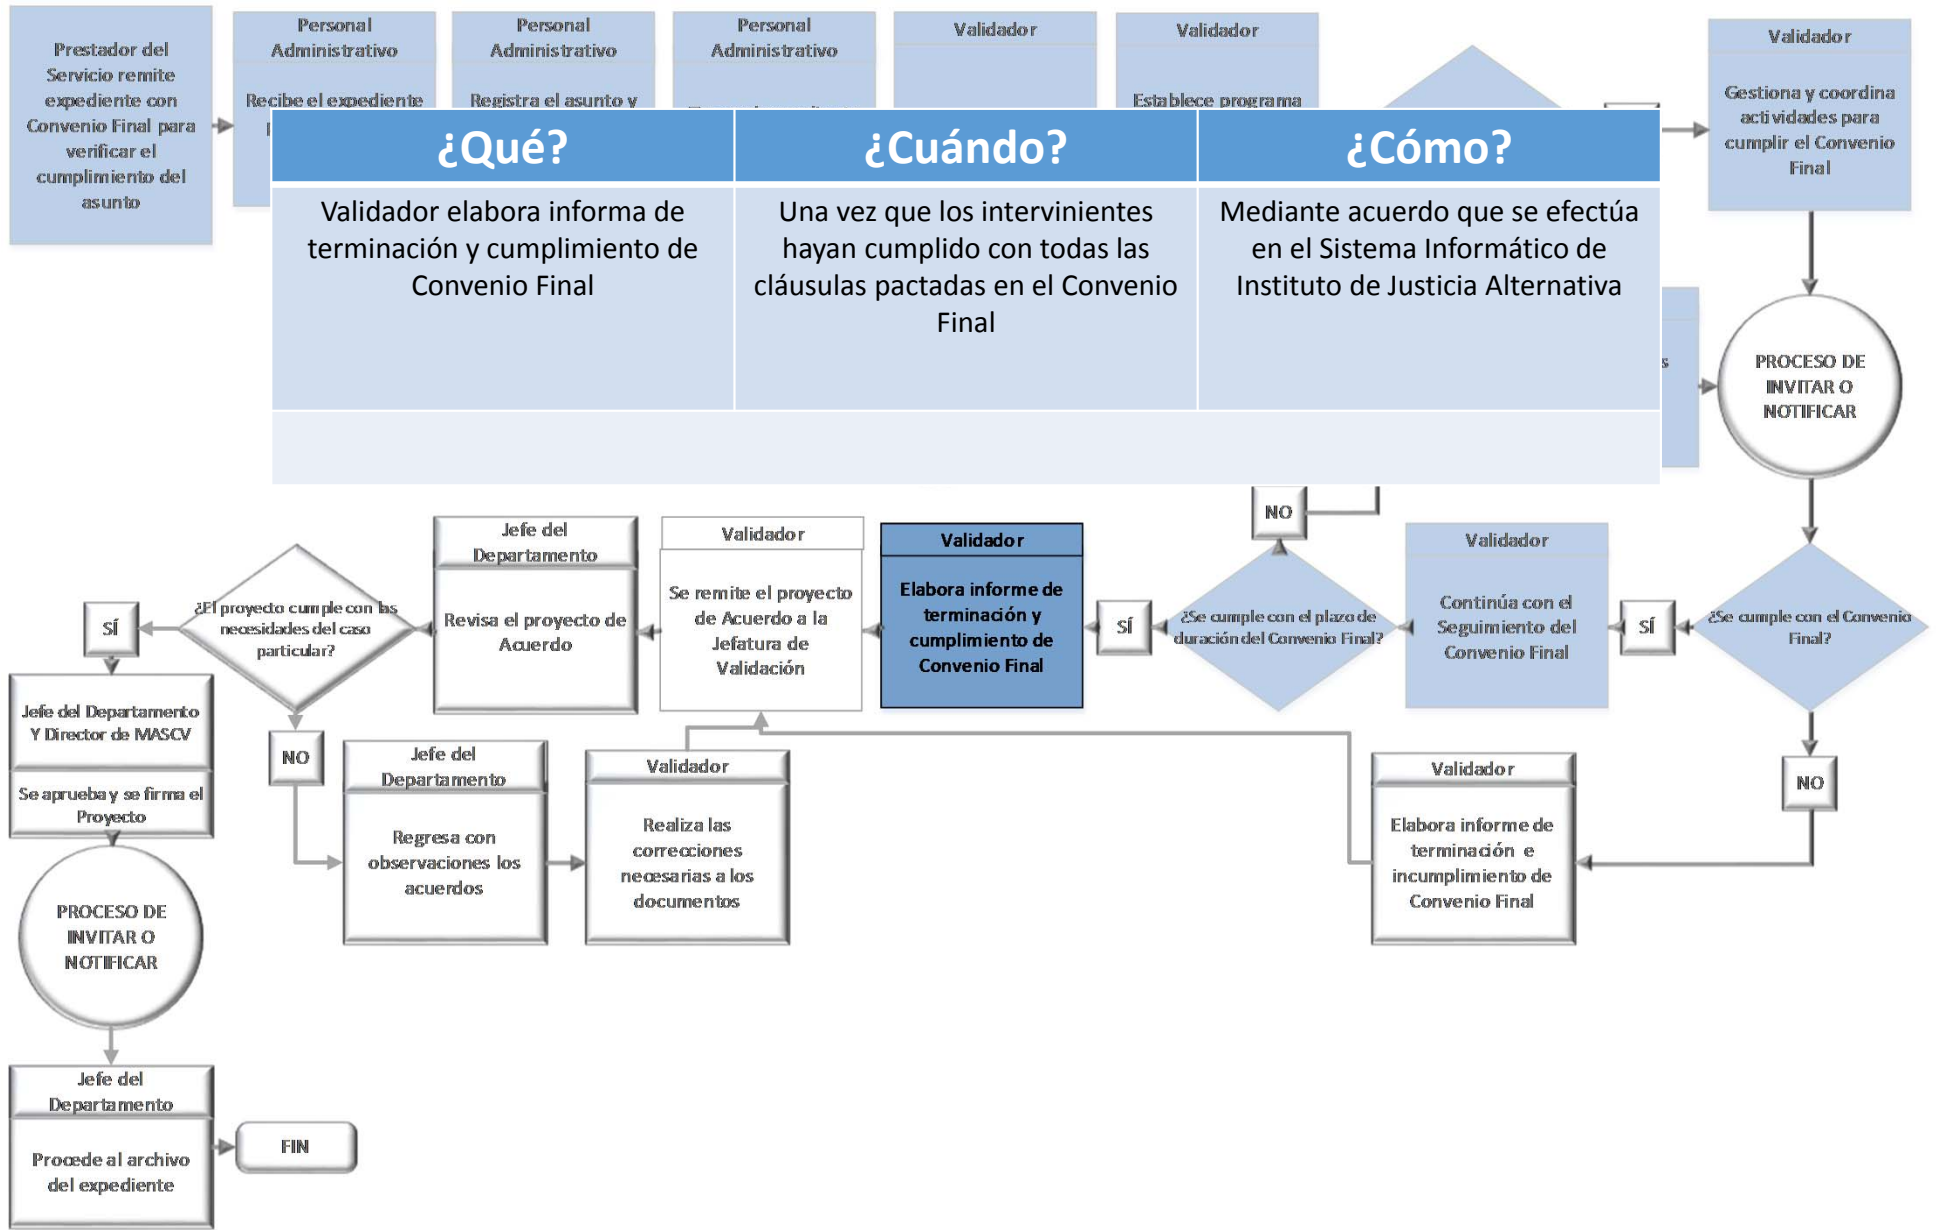 Prestador del
Servicio remite
expediente con
Convenio Final para
verificar el
cumplimiento del
asunto
Personal
Administrativo
Recibe el expediente
Personal
Administrativo
Registra el asunto y
Personal
Administrativo
Validador
Validador
Establece programa
Validador
Gestiona y coordina
actividades para
cumplir el Convenio
Final
¿Qué?
¿Cuándo?
¿Cómo?
Validador elabora informa de
terminación y cumplimiento de
Convenio Final
Una vez que los intervinientes
hayan cumplido con todas las
cláusulas pactadas en el Convenio
Final
Mediante acuerdo que se efectúa
en el Sistema Informático de
Instituto de Justicia Alternativa
PROCESO DE
INVITAR O
NOTIFICAR
NO
¿Se cumple con el Convenio
Final?
SÍ
Validador
Continúa con el
Seguimiento del
Convenio Final
¿Se cumple con el plazo de
duración del Convenio Final?
SÍ
Validador
Elabora informe de
terminación y
cumplimiento de
Convenio Final
Validador
Se remite el proyecto
de Acuerdo a la
Jefatura de
Validación
Jefe del
Departamento
Revisa el proyecto de
Acuerdo
¿El proyecto cumple con las
necesidades del caso
particular?
SÍ
Jefe del Departamento
Y Director de MASCV
Se aprueba y se firma el
Proyecto
NO
Jefe del
Departamento
Regresa con
observaciones los
acuerdos
Validador
Realiza las
correcciones
necesarias a los
documentos
Validador
Elabora informe de
terminación e
incumplimiento de
Convenio Final
NO
PROCESO DE
INVITAR O
NOTIFICAR
Jefe del
Departamento
Procede al archivo
del expediente
FIN